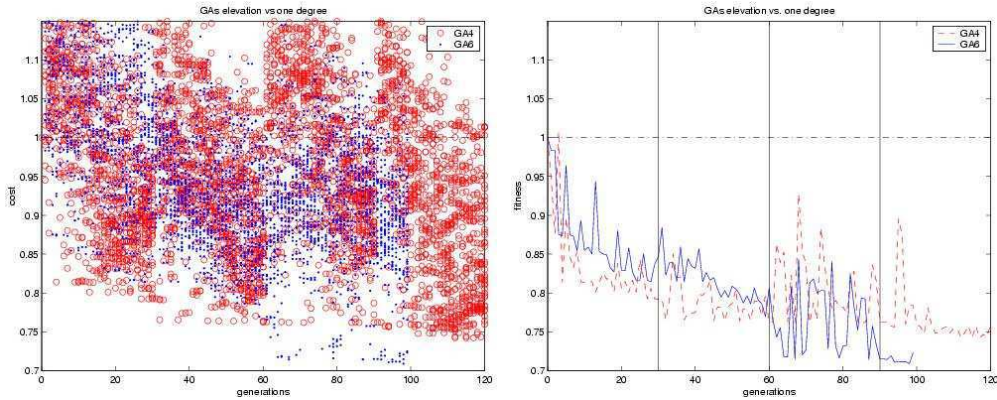 GAs elevation vs one degree
GA4
GA6
1.1
1.05
1
0.95
0.9
0.85
0.8
0.75
0.7
cost
0 20 40 60 80 100 120
generations
GAs elevation vs. one degree
GA4
GA6
1.1
1.05
1
0.95
0.9
0.85
0.8
0.75
0.7
fitness
0 20 40 60 80 100 120
generations